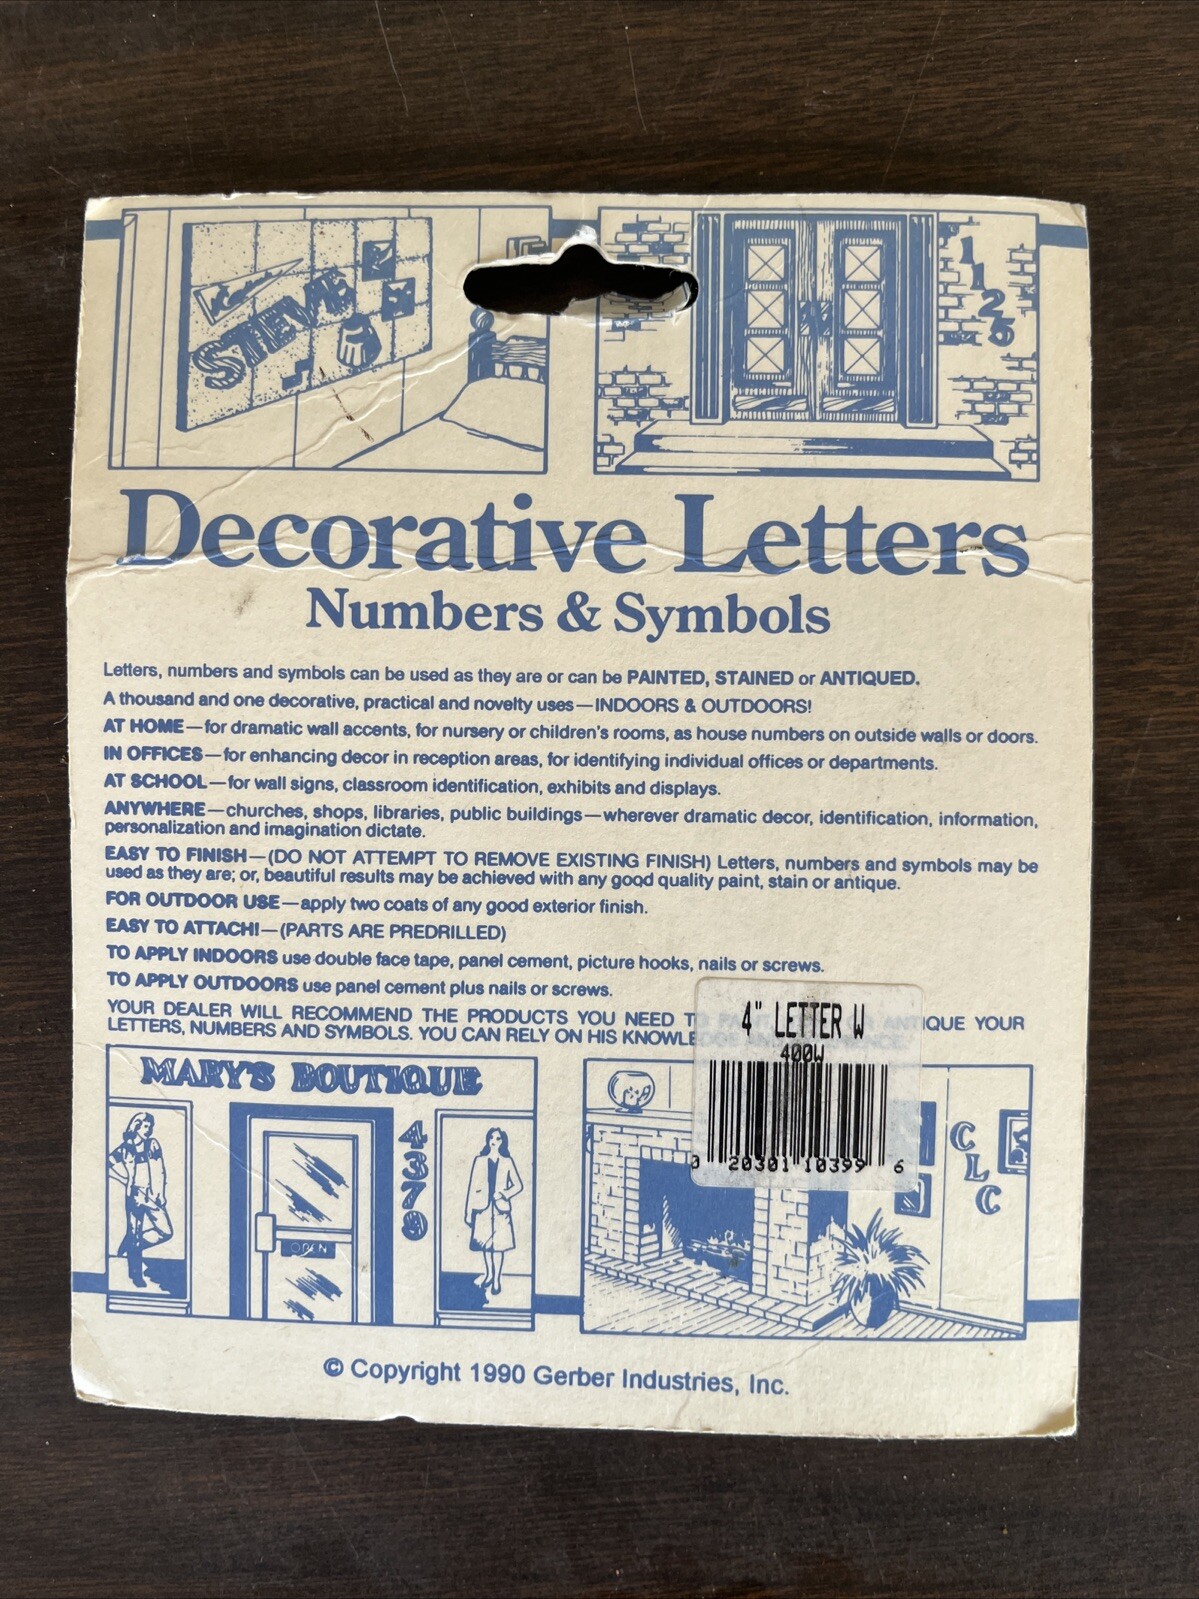 STEVE
1125
Decorative Letters
Numbers & Symbols
Letters, numbers and symbols can be used as they are or can be PAINTED, STAINED or ANTIQUED.
A thousand and one decorative, practical and novelty uses—INDOORS & OUTDOORS!
AT HOME—for dramatic wall accents, for nursery or children's rooms, as house numbers on outside walls or doors.
IN OFFICES—for enhancing decor in reception areas, for identifying individual offices or departments.
AT SCHOOL—for wall signs, classroom identification, exhibits and displays.
ANYWHERE—churches, shops, libraries, public buildings—wherever dramatic decor, identification, information,
personalization and imagination dictate.
EASY TO FINISH—(DO NOT ATTEMPT TO REMOVE EXISTING FINISH) Letters, numbers and symbols may be
used as they are; or, beautiful results may be achieved with any good quality paint, stain or antique.
FOR OUTDOOR USE—apply two coats of any good exterior finish.
EASY TO ATTACH!—(PARTS ARE PREDRILLED)
TO APPLY INDOORS use double face tape, panel cement, picture hooks, nails or screws.
TO APPLY OUTDOORS use panel cement plus nails or screws.
YOUR DEALER WILL RECOMMEND THE PRODUCTS YOU NEED TO PAINT, STAIN OR ANTIQUE YOUR
LETTERS, NUMBERS AND SYMBOLS. YOU CAN RELY ON HIS KNOWLEDGE AND EXPERIENCE.
4" LETTER W
400W
0 20301 10399 6
MARY'S BOUTIQUE
4379
OPEN
CLC
© Copyright 1990 Gerber Industries, Inc.